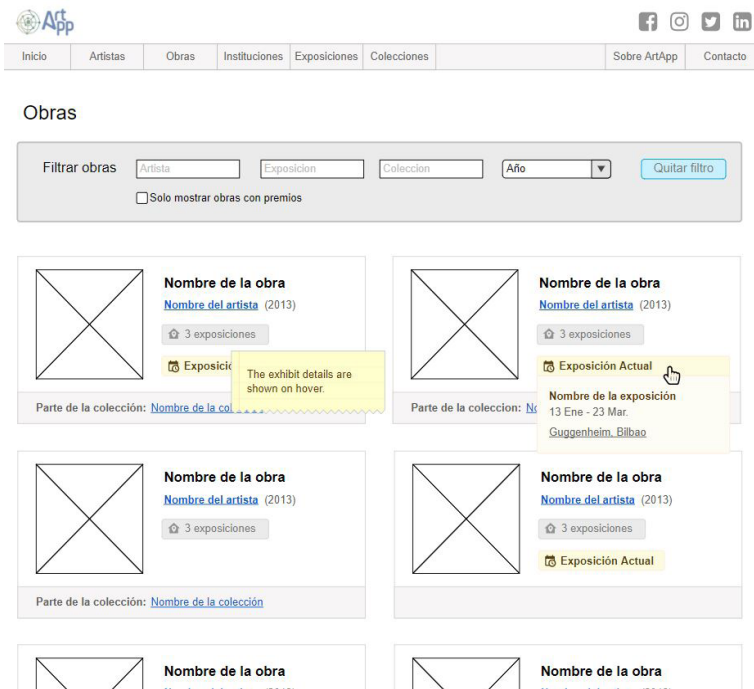 Art App
Inicio Artistas Obras Instituciones Exposiciones Colecciones Sobre ArtApp Contacto
Obras
Filtrar obras Artista Exposicion Coleccion Año Quitar filtro
Solo mostrar obras con premios
Nombre de la obra
Nombre del artista (2013)
3 exposiciones
Exposició
The exhibit details are
shown on hover.
Parte de la colección: Nombre de la col
Nombre de la obra
Nombre del artista (2013)
3 exposiciones
Exposición Actual
Nombre de la exposición
13 Ene - 23 Mar.
Guggenheim, Bilbao
Parte de la coleccion: No
Nombre de la obra
Nombre del artista (2013)
3 exposiciones
Parte de la colección: Nombre de la colección
Nombre de la obra
Nombre del artista (2013)
3 exposiciones
Exposición Actual
Nombre de la obra
Nombre de la obra